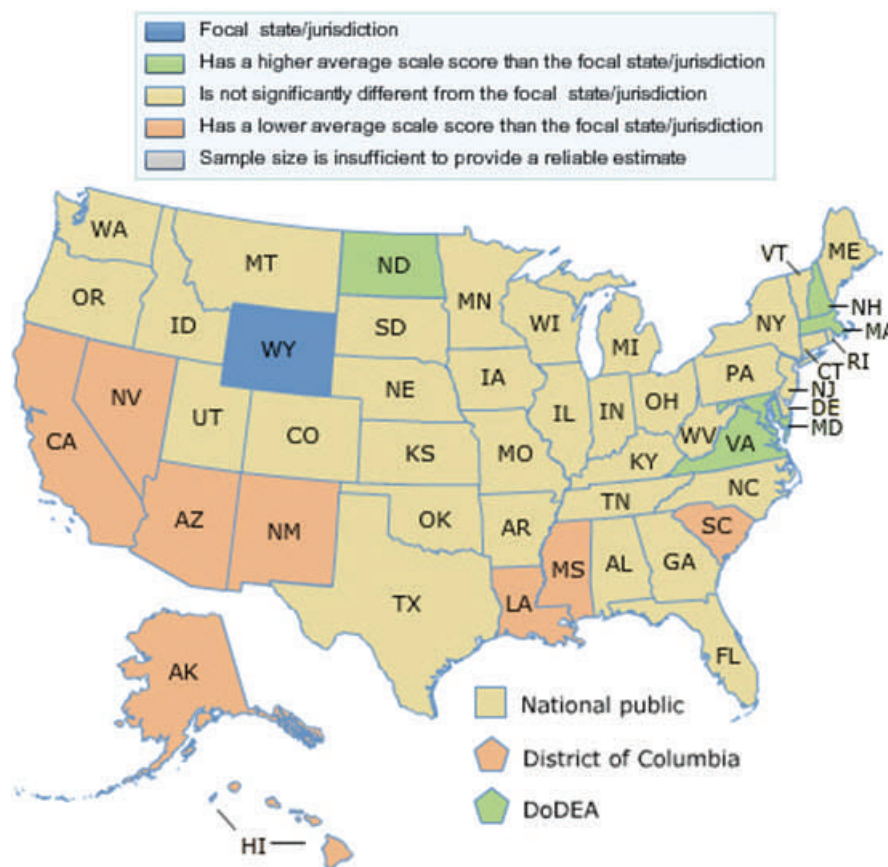 Focal state/jurisdiction
Has a higher average scale score than the focal state/jurisdiction
Is not significantly different from the focal state/jurisdiction
Has a lower average scale score than the focal state/jurisdiction
Sample size is insufficient to provide a reliable estimate
WA
MT
ND
MN
VT
ME
OR
ID
WY
SD
WI
MI
NY
NH
MA
RI
CT
NV
UT
CO
NE
IA
IL
IN
OH
PA
NJ
DE
MD
CA
KS
MO
WV
VA
KY
AZ
NM
OK
AR
TN
NC
SC
TX
LA
MS
AL
GA
FL
AK
HI
National public
District of Columbia
DoDEA